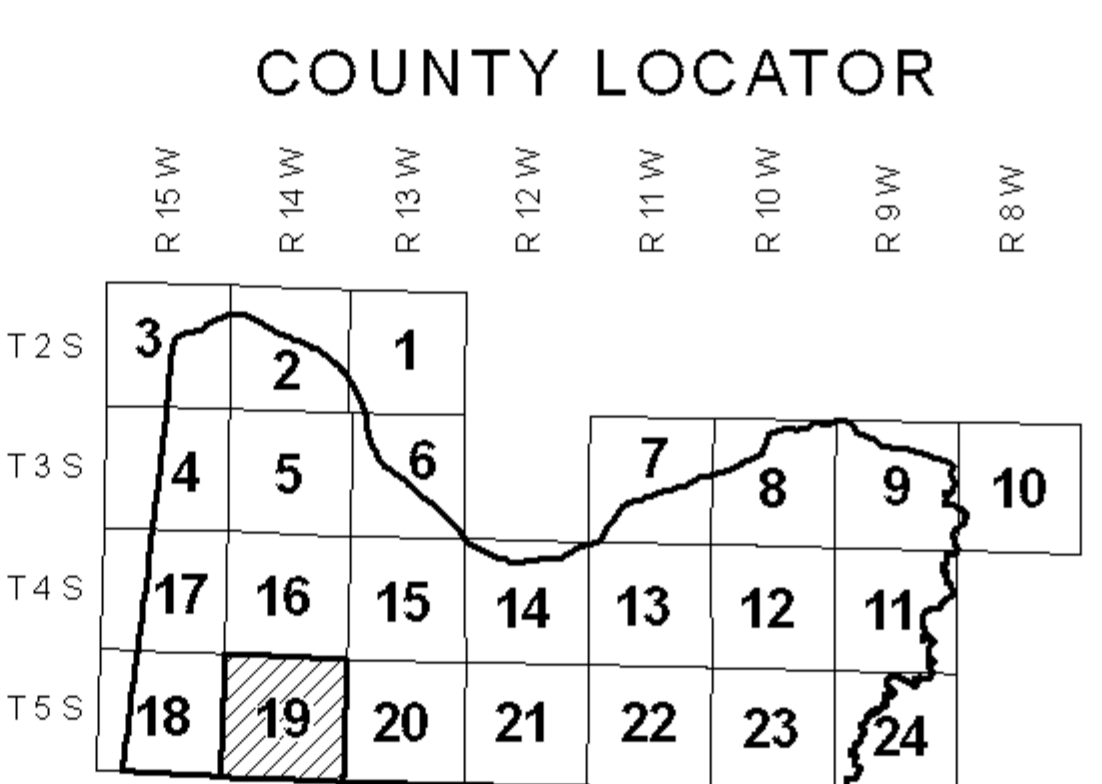 COUNTY LOCATOR
R 15 W R 14 W R 13 W R 12 W R 11 W R 10 W R 9 W R 8 W
T 2 S 3 2 1
T 3 S 4 5 6 7 8 9 10
T 4 S 17 16 15 14 13 12 11
T 5 S 18 19 20 21 22 23 24